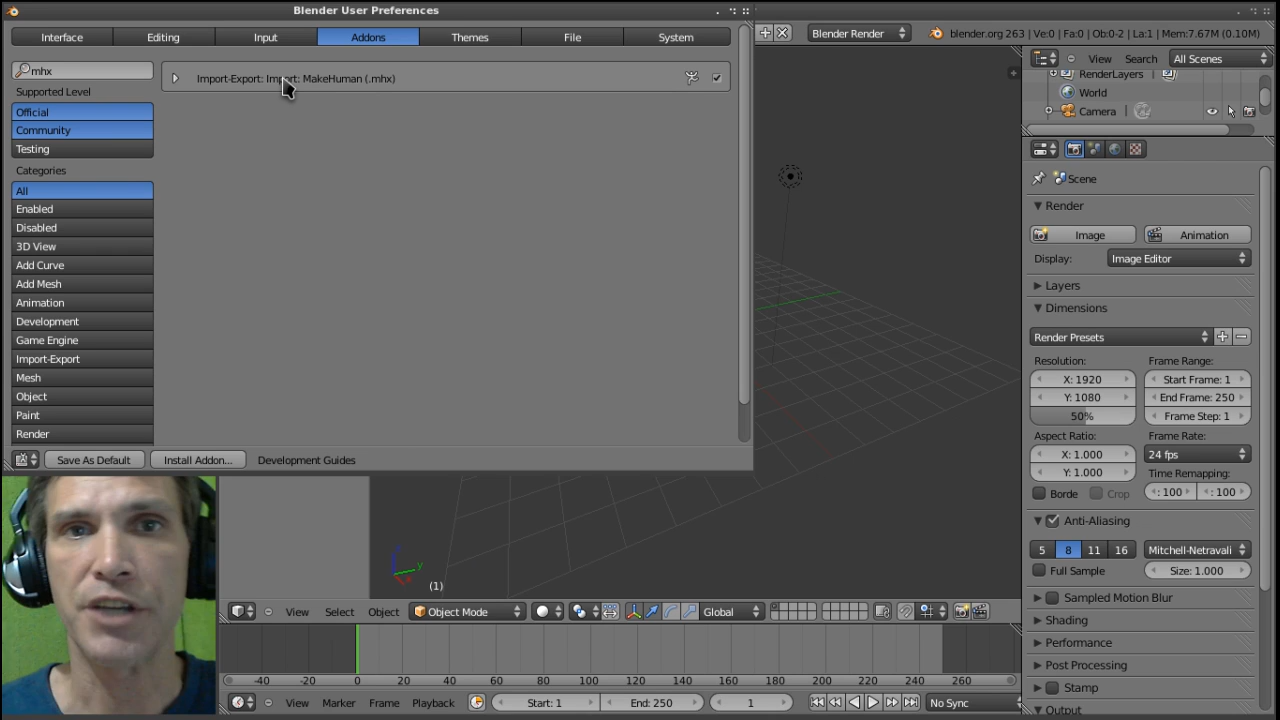 Blender User Preferences
Interface
Editing
Input
Addons
Themes
File
System
mhx
Supported Level
Official
Community
Testing
Categories
All
Enabled
Disabled
3D View
Add Curve
Add Mesh
Animation
Development
Game Engine
Import-Export
Mesh
Object
Paint
Render
Import-Export: Import: MakeHuman (.mhx)
Save As Default
Install Addon...
Development Guides
Blender Render
blender.org 263 | Ve:0 | Fa:0 | Ob:0-2 | La:1 | Mem:7.67M (0.10M)
View
Search
All Scenes
RenderLayers
World
Camera
Scene
Render
Image
Animation
Display:
Image Editor
Layers
Dimensions
Render Presets
Resolution:
Frame Range:
X: 1920
Start Frame: 1
Y: 1080
End Frame: 250
50%
Frame Step: 1
Aspect Ratio:
Frame Rate:
X: 1.000
24 fps
Y: 1.000
Time Remapping:
Borde
Crop
: 100
: 100
Anti-Aliasing
5
8
11
16
Mitchell-Netravali
Full Sample
Size: 1.000
Sampled Motion Blur
Shading
Performance
Post Processing
Stamp
Output
y
x
(1)
View
Select
Object
Object Mode
Global
-40
-20
0
20
40
60
80
100
120
140
160
180
200
220
240
260
View
Marker
Frame
Playback
Start: 1
End: 250
1
No Sync